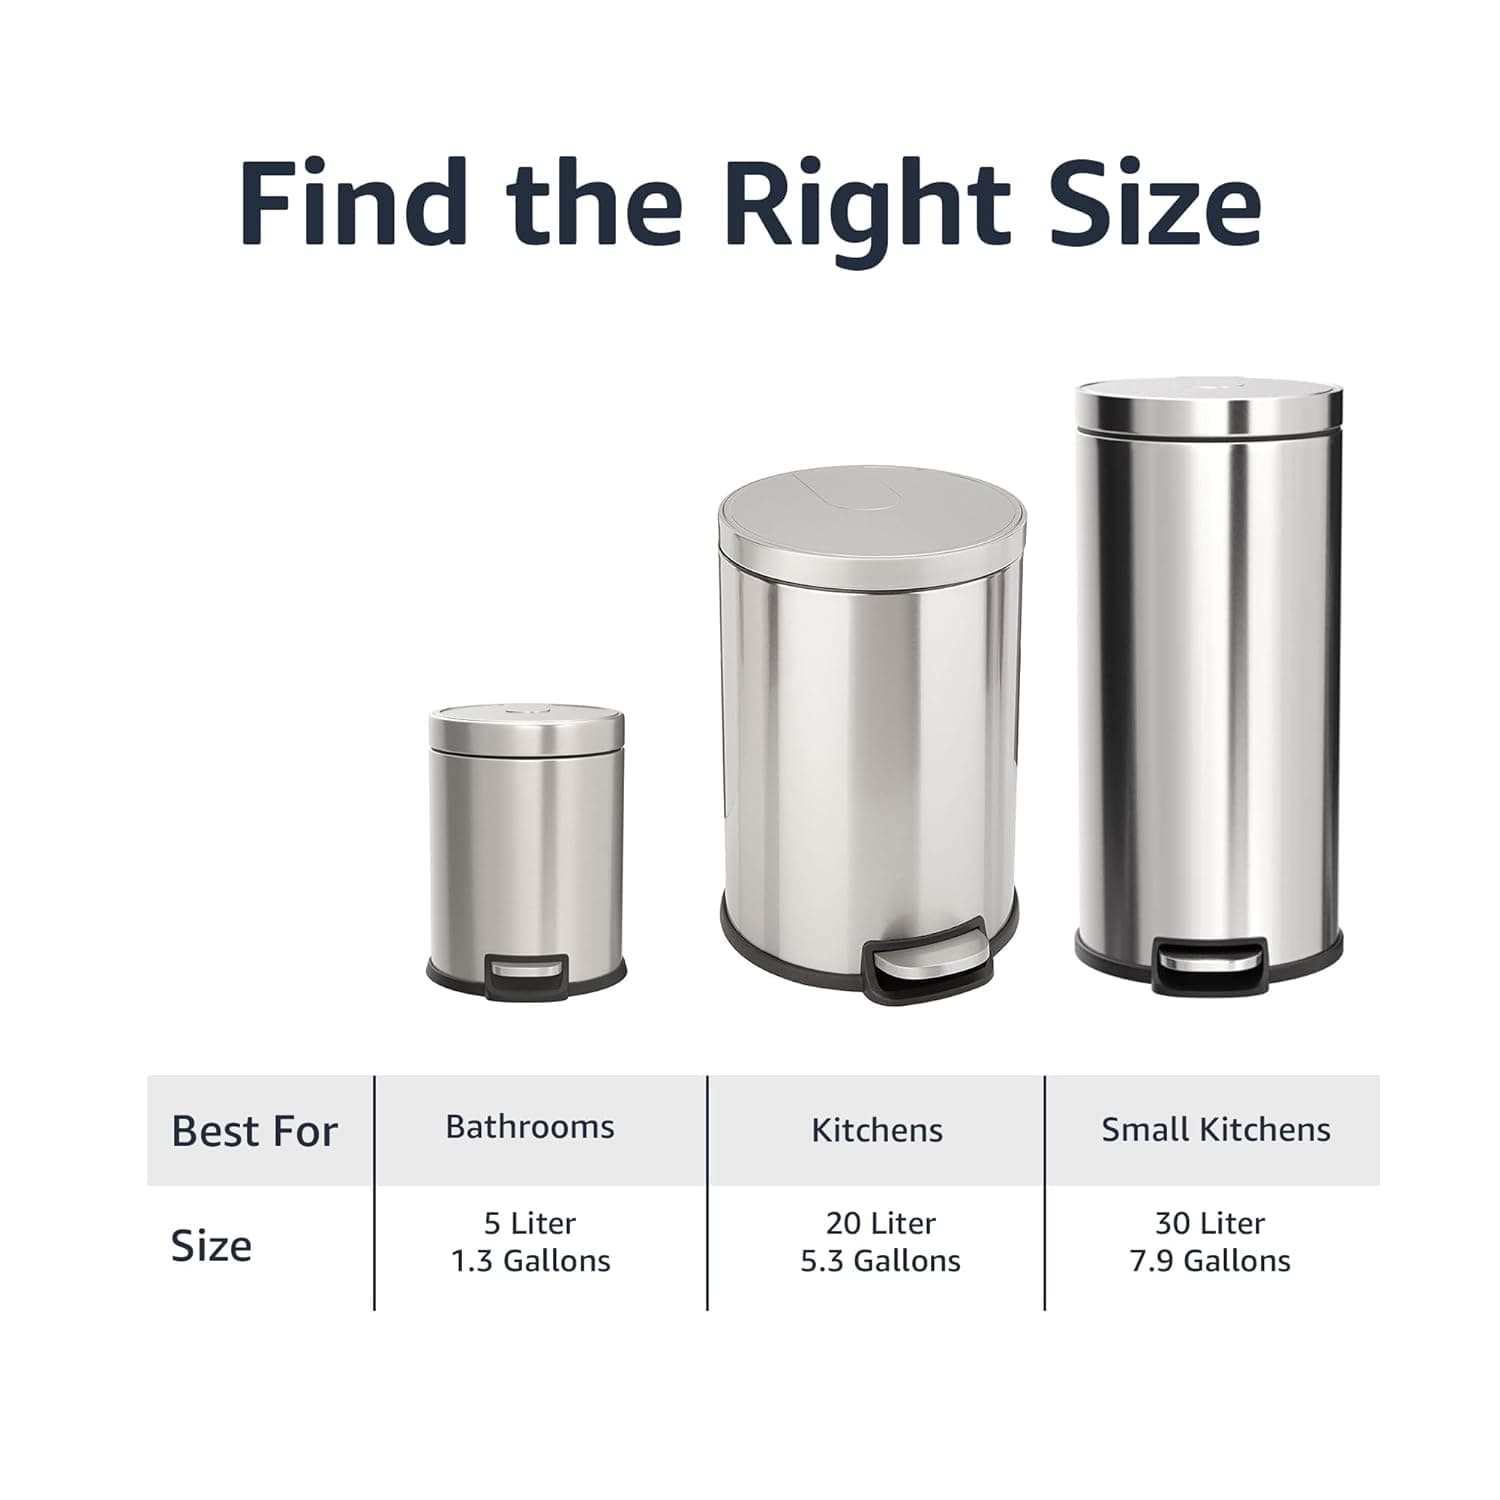 Find the Right Size
Best For
Bathrooms
Kitchens
Small Kitchens
Size
5 Liter
1.3 Gallons
20 Liter
5.3 Gallons
30 Liter
7.9 Gallons